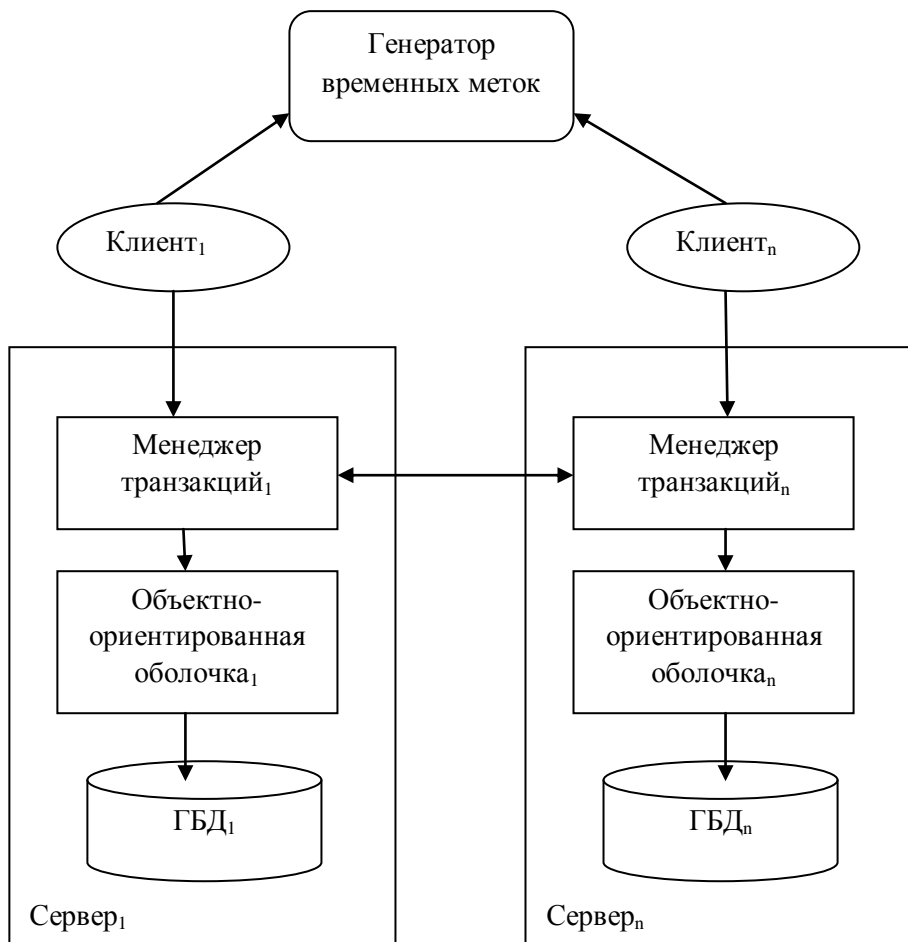 Генератор
временных меток
Клиент₁
Клиентₙ
Менеджер
транзакций₁
Менеджер
транзакцийₙ
Объектно-
ориентированная
оболочка₁
Объектно-
ориентированная
оболочкаₙ
ГБД₁
ГБДₙ
Сервер₁
Серверₙ